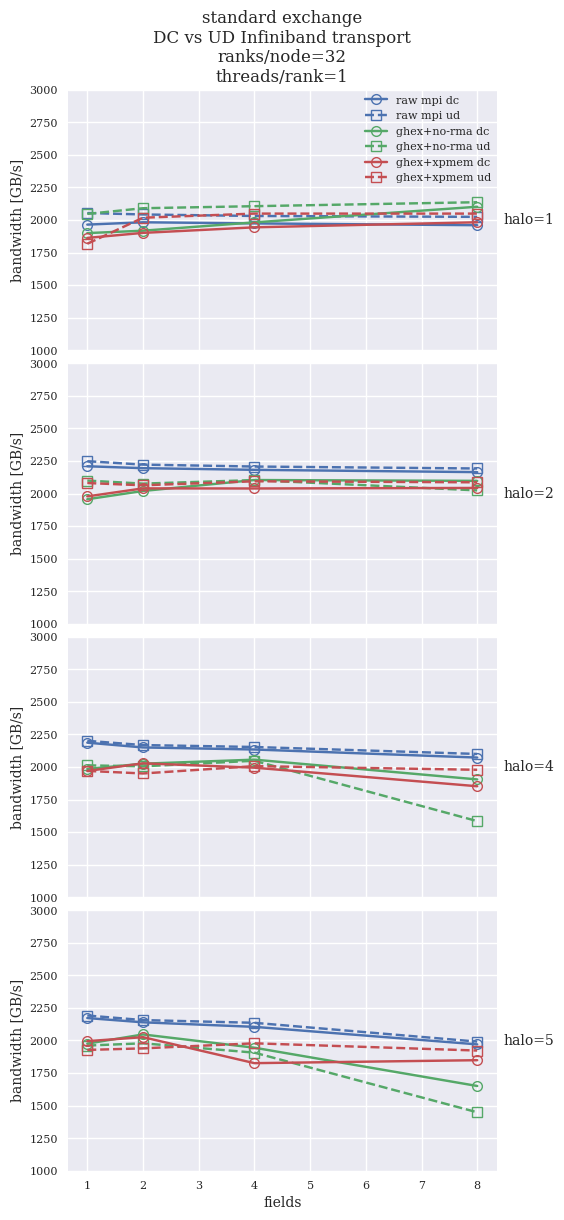 standard exchange
DC vs UD Infiniband transport
ranks/node=32
threads/rank=1
3000
2750
2500
2250
2000
1750
1500
1250
1000
bandwidth [GB/s]
raw mpi dc
raw mpi ud
ghex+no-rma dc
ghex+no-rma ud
ghex+xpmem dc
ghex+xpmem ud
halo=1
3000
2750
2500
2250
2000
1750
1500
1250
1000
bandwidth [GB/s]
halo=2
3000
2750
2500
2250
2000
1750
1500
1250
1000
bandwidth [GB/s]
halo=4
3000
2750
2500
2250
2000
1750
1500
1250
1000
bandwidth [GB/s]
halo=5
1 2 3 4 5 6 7 8
fields